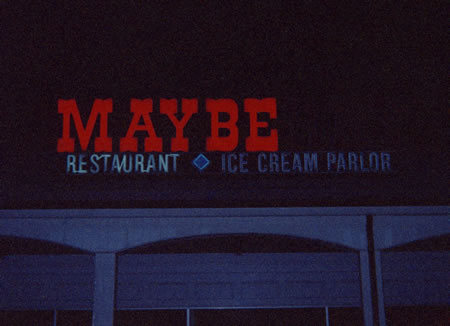 MAYBE
RESTAURANT ◆ ICE CREAM PARLOR